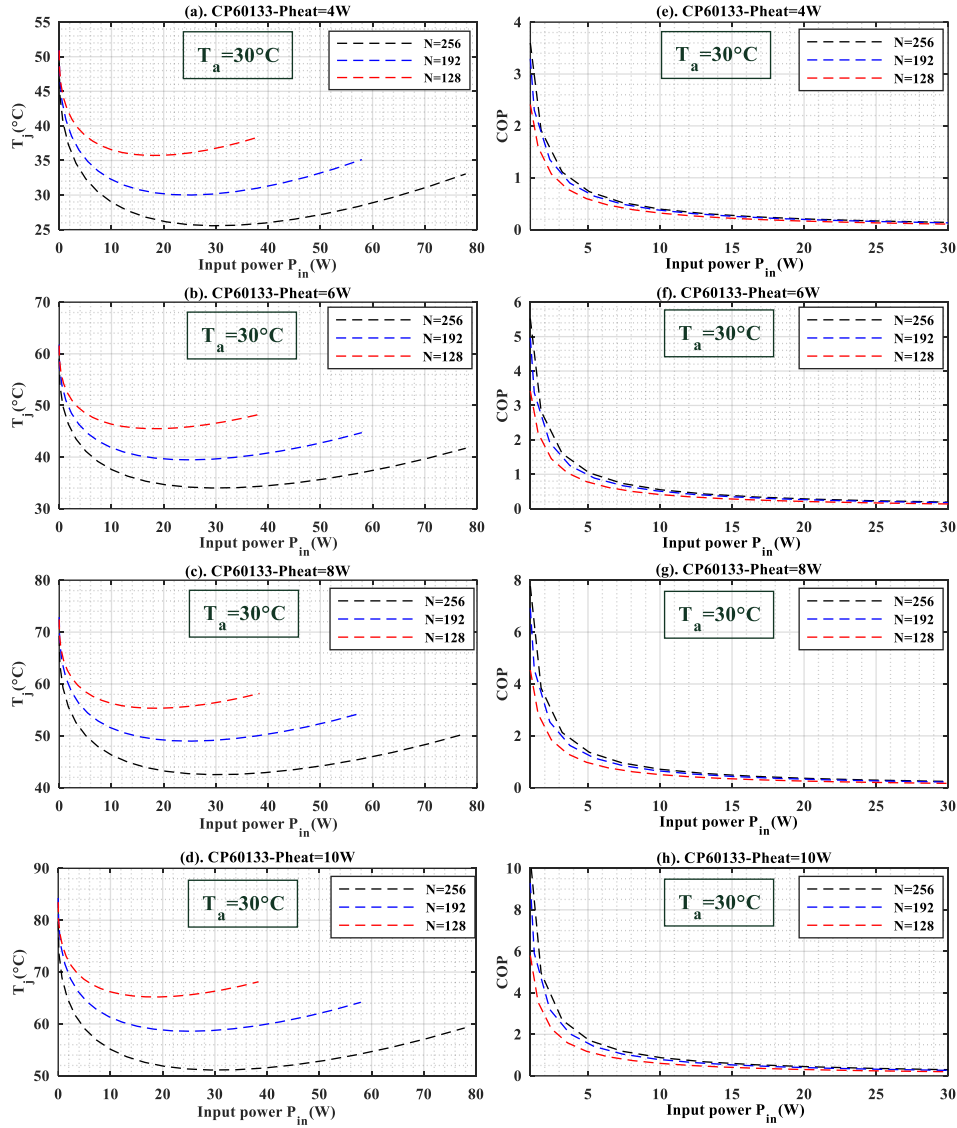 (a). CP60133-Pheat=4W
55
50
45
40
35
30
25
T_j(°C)
T_a=30°C
N=256
N=192
N=128
0 10 20 30 40 50 60 70 80
Input power P_in(W)
(e). CP60133-Pheat=4W
4
3
2
1
0
COP
T_a=30°C
N=256
N=192
N=128
5 10 15 20 25 30
Input power P_in(W)
(b). CP60133-Pheat=6W
70
60
50
40
30
T_j(°C)
T_a=30°C
N=256
N=192
N=128
0 10 20 30 40 50 60 70 80
Input power P_in(W)
(f). CP60133-Pheat=6W
6
5
4
3
2
1
0
COP
T_a=30°C
N=256
N=192
N=128
5 10 15 20 25 30
Input power P_in(W)
(c). CP60133-Pheat=8W
80
70
60
50
40
T_j(°C)
T_a=30°C
N=256
N=192
N=128
0 10 20 30 40 50 60 70 80
Input power P_in(W)
(g). CP60133-Pheat=8W
8
6
4
2
0
COP
T_a=30°C
N=256
N=192
N=128
5 10 15 20 25 30
Input power P_in(W)
(d). CP60133-Pheat=10W
90
80
70
60
50
T_j(°C)
T_a=30°C
N=256
N=192
N=128
0 10 20 30 40 50 60 70 80
Input power P_in(W)
(h). CP60133-Pheat=10W
10
8
6
4
2
0
COP
T_a=30°C
N=256
N=192
N=128
5 10 15 20 25 30
Input power P_in(W)